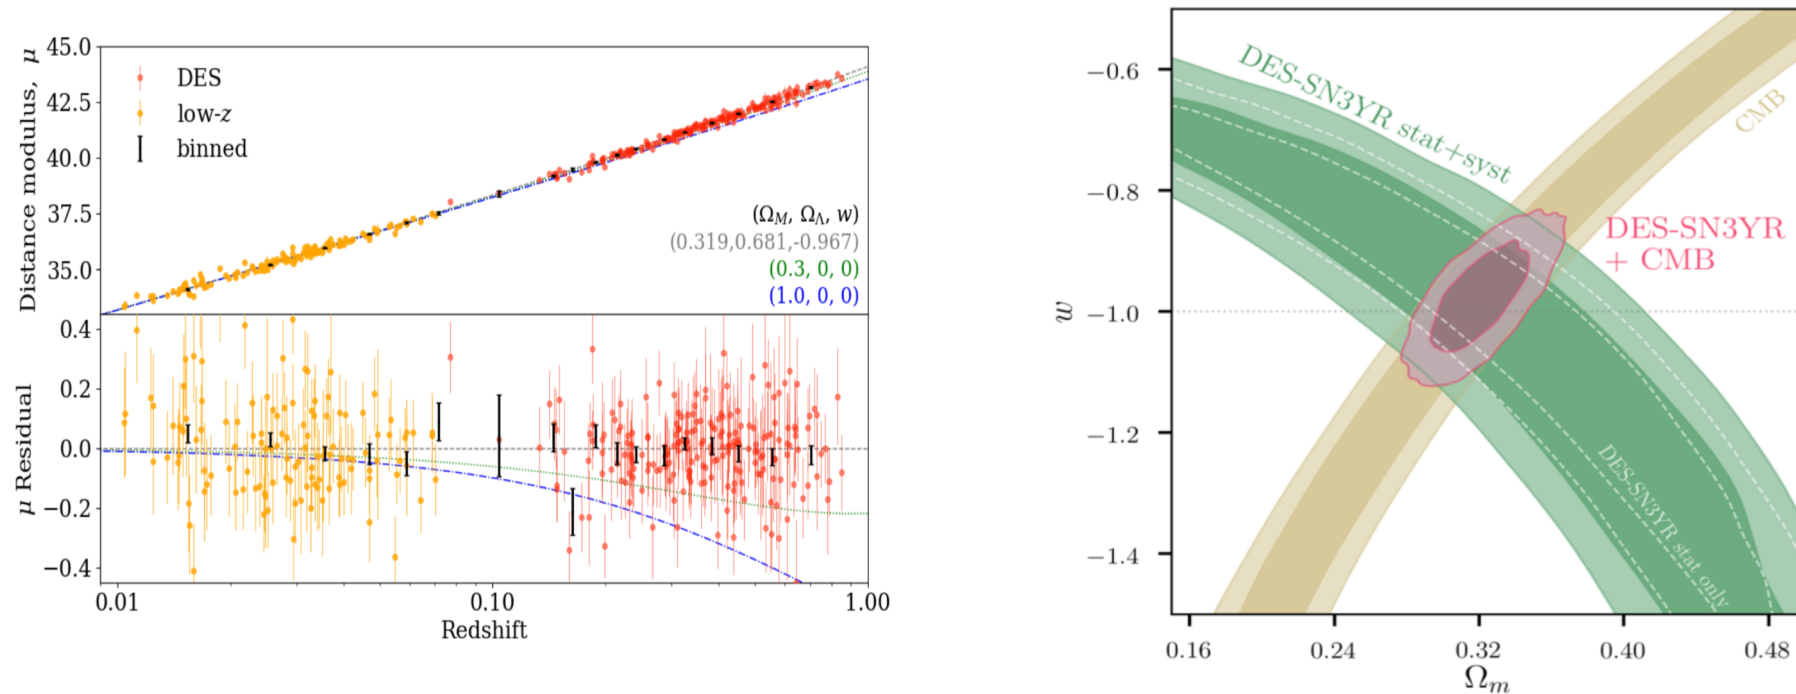 45.0
42.5
40.0
37.5
35.0
Distance modulus, μ
DES
low-z
binned
(Ω_M, Ω_Λ, w)
(0.319,0.681,-0.967)
(0.3, 0, 0)
(1.0, 0, 0)
0.4
0.2
0.0
−0.2
−0.4
μ Residual
0.01
0.10
1.00
Redshift
−0.6
−0.8
−1.0
−1.2
−1.4
w
DES-SN3YR stat+syst
CMB
DES-SN3YR
+ CMB
DES-SN3YR stat only
0.16
0.24
0.32
0.40
0.48
Ω_m